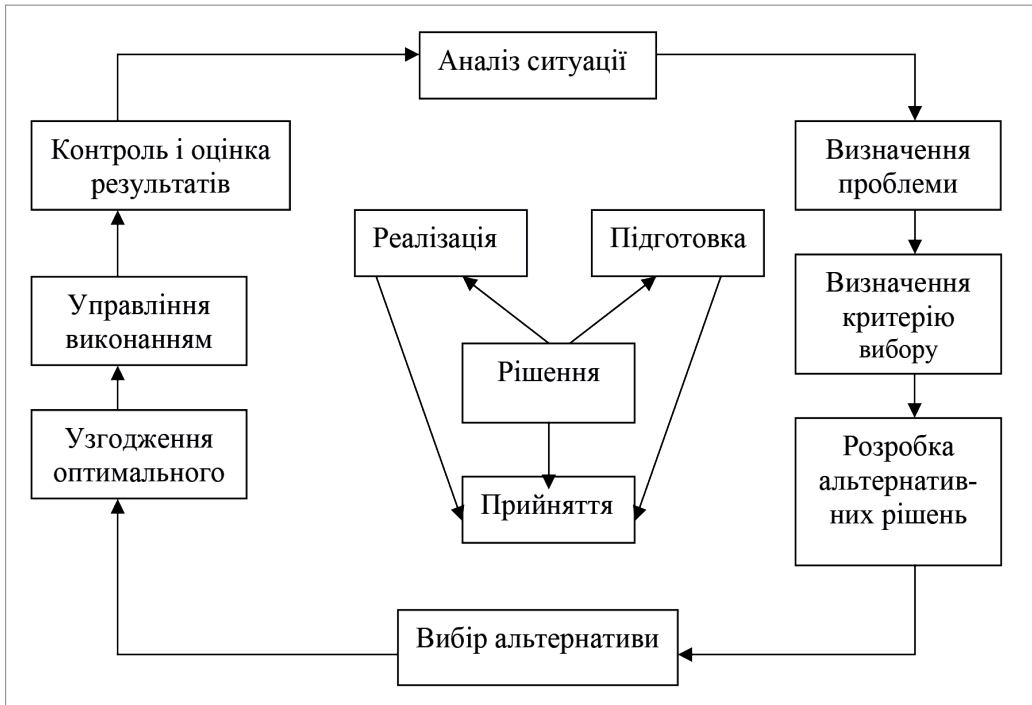 Аналіз ситуації
Контроль і оцінка
результатів
Визначення
проблеми
Реалізація
Підготовка
Управління
виконанням
Визначення
критерію
вибору
Рішення
Узгодження
оптимального
Розробка
альтернатив-
них рішень
Прийняття
Вибір альтернативи